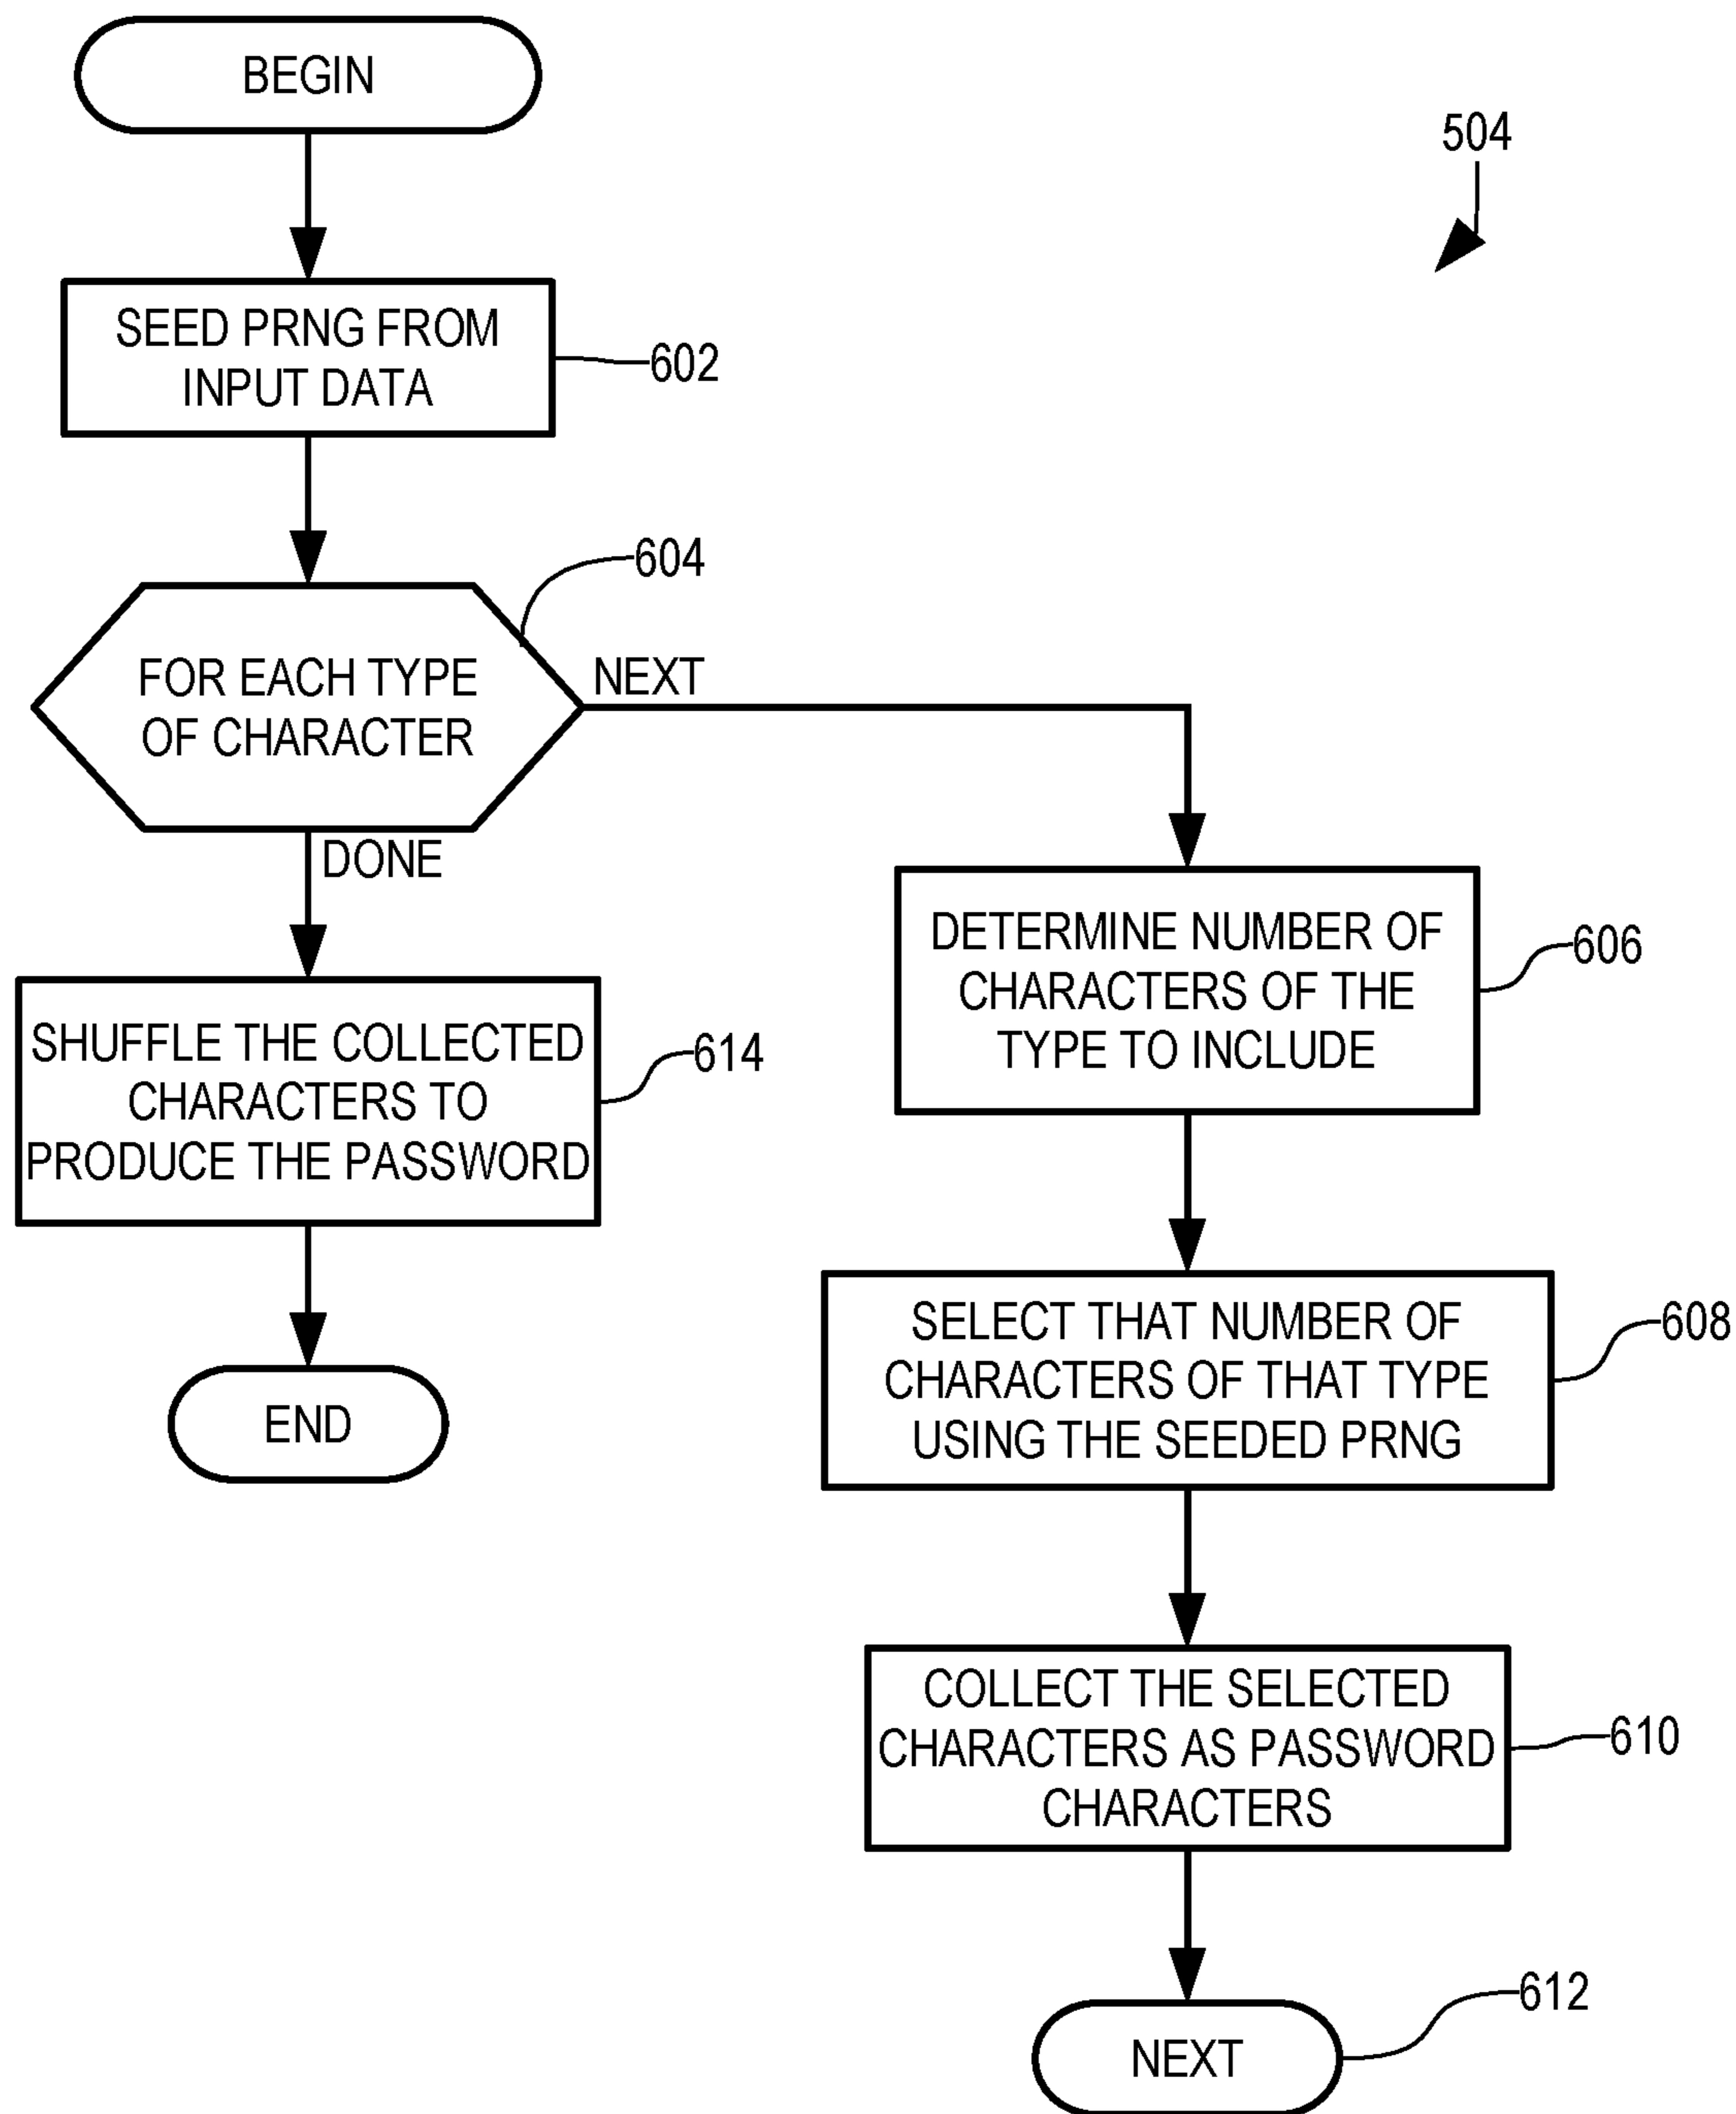 BEGIN
504
SEED PRNG FROM
INPUT DATA
602
604
FOR EACH TYPE
OF CHARACTER
NEXT
DONE
DETERMINE NUMBER OF
CHARACTERS OF THE
TYPE TO INCLUDE
606
SHUFFLE THE COLLECTED
CHARACTERS TO
PRODUCE THE PASSWORD
614
SELECT THAT NUMBER OF
CHARACTERS OF THAT TYPE
USING THE SEEDED PRNG
608
END
COLLECT THE SELECTED
CHARACTERS AS PASSWORD
CHARACTERS
610
612
NEXT